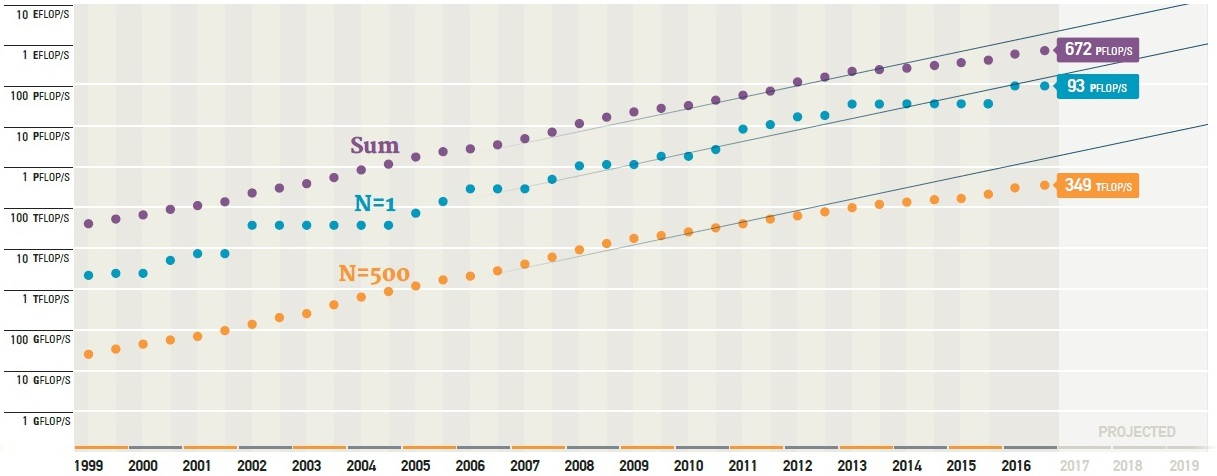 10 EFLOP/S
1 EFLOP/S
672 PFLOP/S
100 PFLOP/S
93 PFLOP/S
10 PFLOP/S
Sum
1 PFLOP/S
349 TFLOP/S
N=1
100 TFLOP/S
10 TFLOP/S
N=500
1 TFLOP/S
100 GFLOP/S
10 GFLOP/S
1 GFLOP/S
PROJECTED
1999 2000 2001 2002 2003 2004 2005 2006 2007 2008 2009 2010 2011 2012 2013 2014 2015 2016 2017 2018 2019